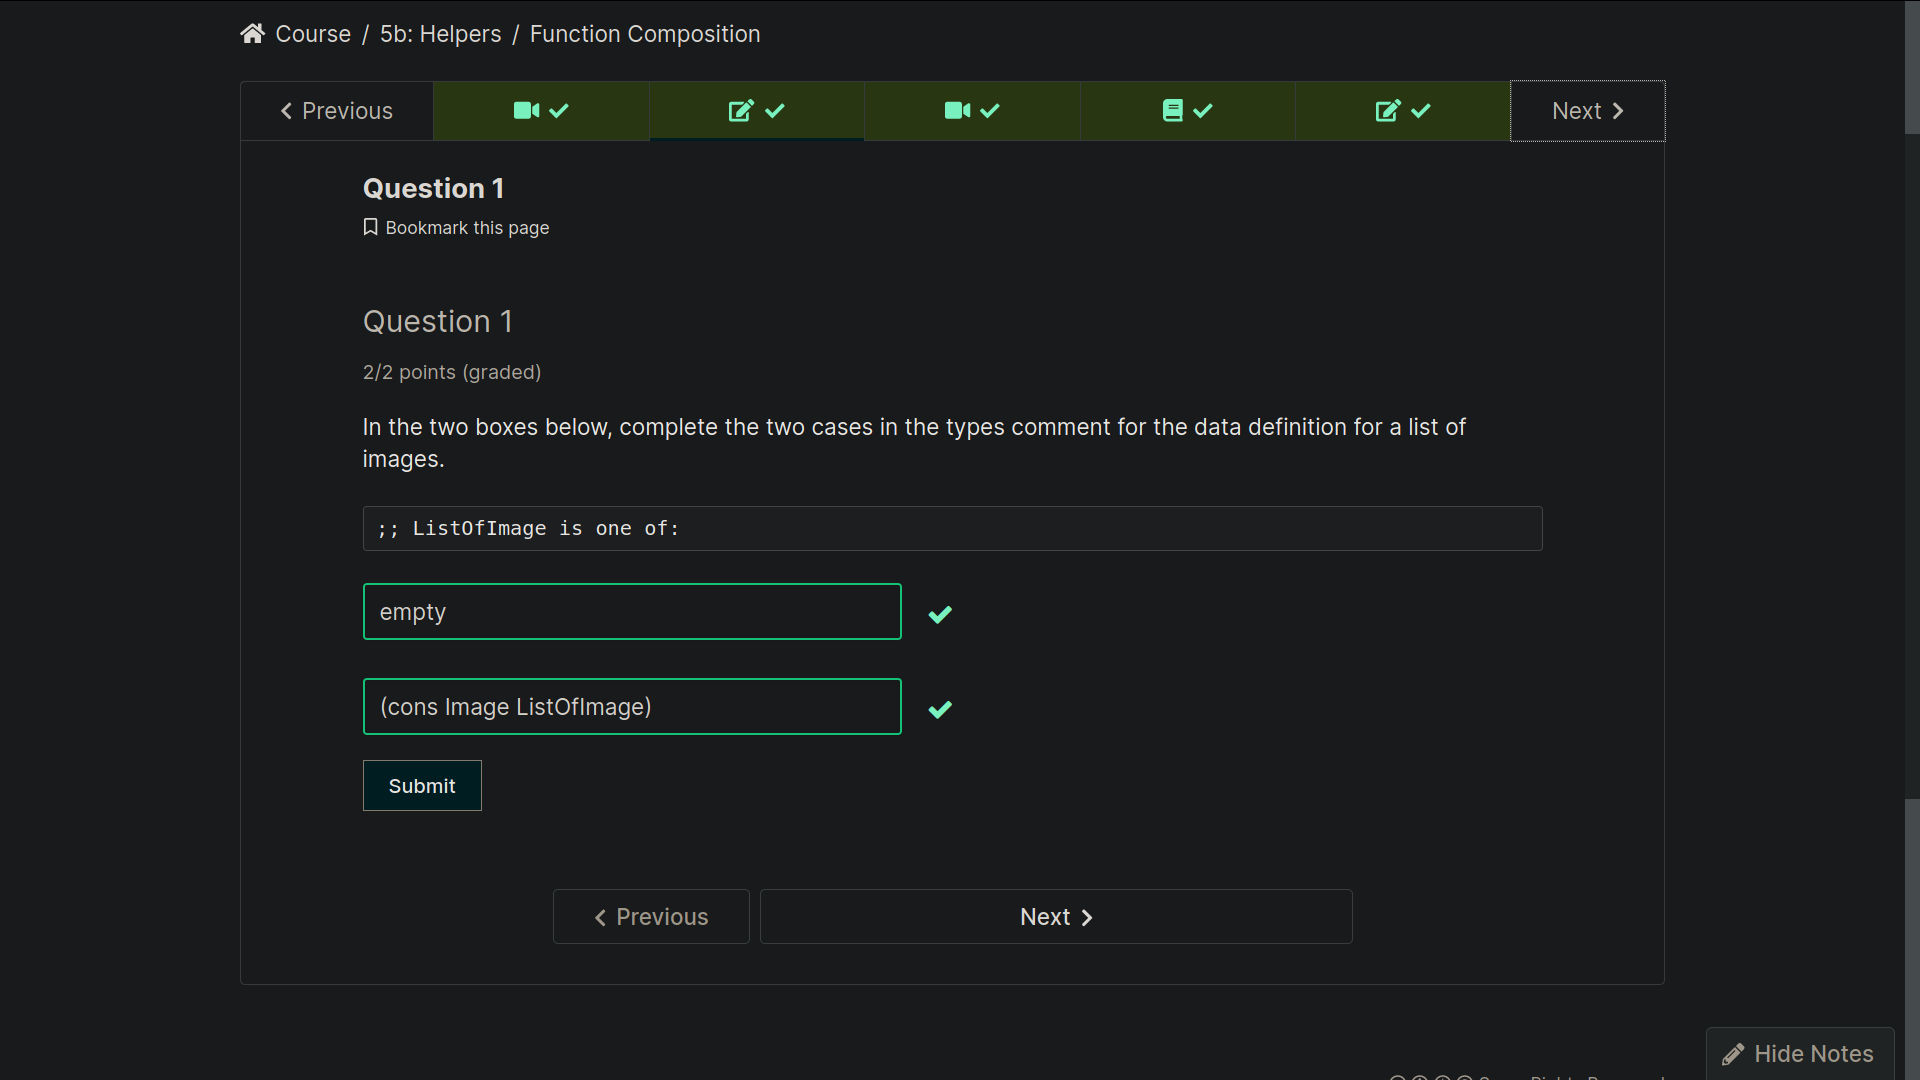 Course / 5b: Helpers / Function Composition
Previous
Next
Question 1
Bookmark this page
Question 1
2/2 points (graded)
In the two boxes below, complete the two cases in the types comment for the data definition for a list of
images.
;; ListOfImage is one of:
empty
(cons Image ListOfImage)
Submit
Previous
Next
Hide Notes